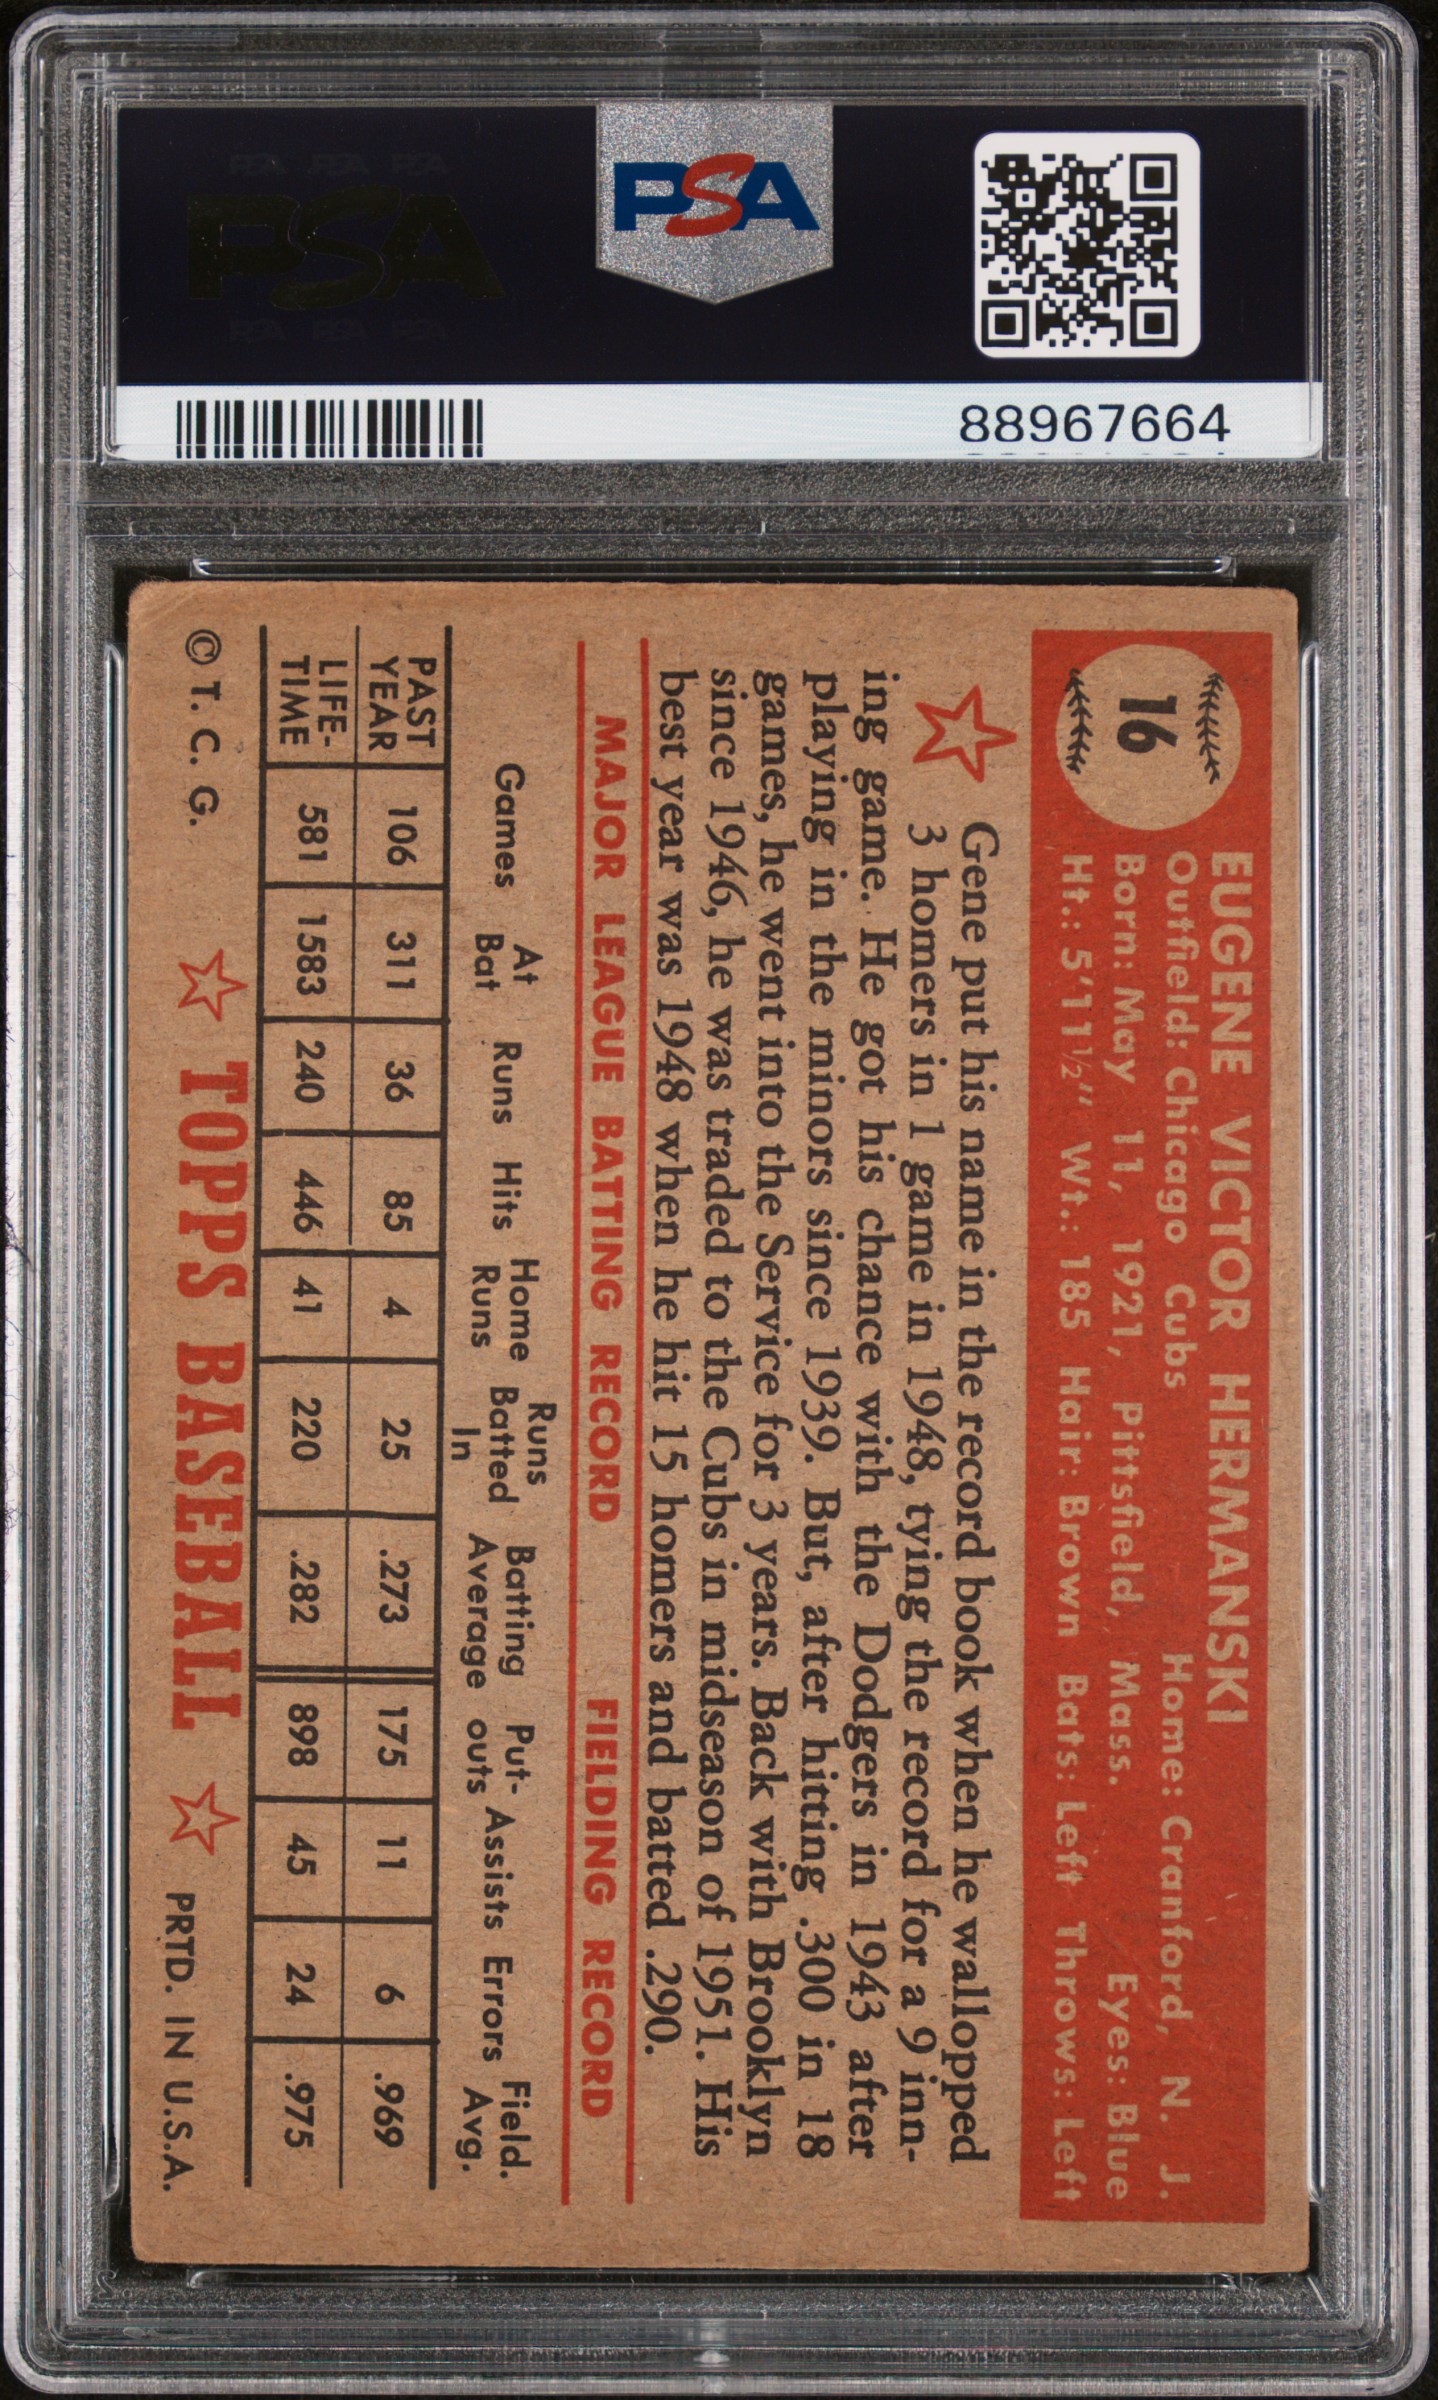 PSA PSA PSA
PSA
PSA PSA PSA
PSA
88967664
16
EUGENE VICTOR HERMANSKI
Outfield: Chicago Cubs Home: Cranford, N. J.
Born: May 11, 1921, Pittsfield, Mass. Eyes: Blue
Ht.: 5'11½" Wt.: 185 Hair: Brown Bats: Left Throws: Left
Gene put his name in the record book when he walloped
3 homers in 1 game in 1948, tying the record for a 9 inn-
ing game. He got his chance with the Dodgers in 1943 after
playing in the minors since 1939. But, after hitting .300 in 18
games, he went into the Service for 3 years. Back with Brooklyn
since 1946, he was traded to the Cubs in midseason of 1951. His
best year was 1948 when he hit 15 homers and batted .290.
MAJOR LEAGUE BATTING RECORD FIELDING RECORD
Games At Bat Runs Hits Home Runs Runs Batted In Batting Average Put-outs Assists Errors Field. Avg.
PAST YEAR 106 311 36 85 4 25 .273 175 11 6 .969
LIFE-TIME 581 1583 240 446 41 220 .282 898 45 24 .975
© T. C. G. TOPPS BASEBALL PRTD. IN U.S.A.